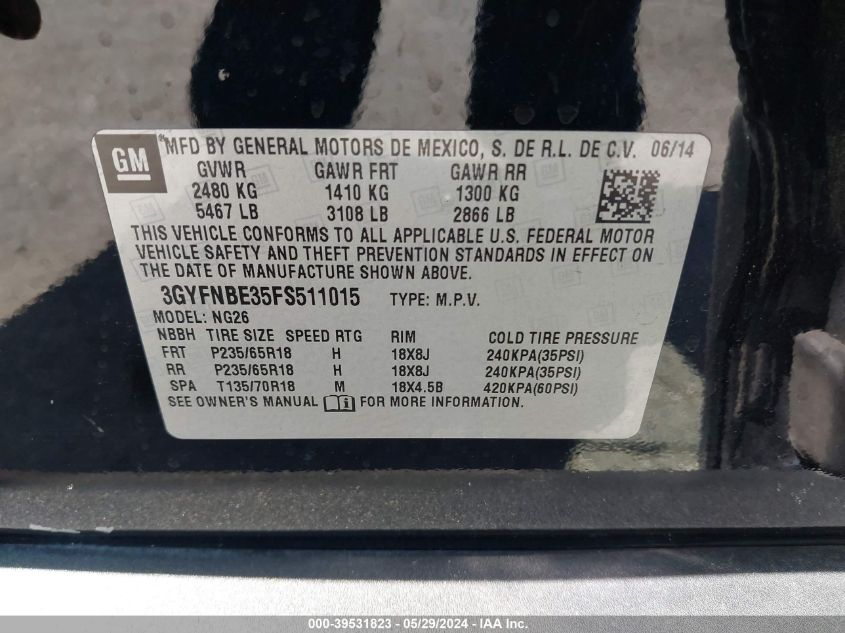 GM
MFD BY GENERAL MOTORS DE MEXICO, S. DE R.L. DE C.V. 06/14
GVWR GAWR FRT GAWR RR
2480 KG 1410 KG 1300 KG
5467 LB 3108 LB 2866 LB
THIS VEHICLE CONFORMS TO ALL APPLICABLE U.S. FEDERAL MOTOR
VEHICLE SAFETY AND THEFT PREVENTION STANDARDS IN EFFECT ON
THE DATE OF MANUFACTURE SHOWN ABOVE.
3GYFNBE35FS511015 TYPE: M.P.V.
MODEL: NG26
NBBH TIRE SIZE SPEED RTG RIM COLD TIRE PRESSURE
FRT P235/65R18 H 18X8J 240KPA(35PSI)
RR P235/65R18 H 18X8J 240KPA(35PSI)
SPA T135/70R18 M 18X4.5B 420KPA(60PSI)
SEE OWNER'S MANUAL FOR MORE INFORMATION.
000-39531823 - 05/29/2024 - Copyright © IAA, Inc.